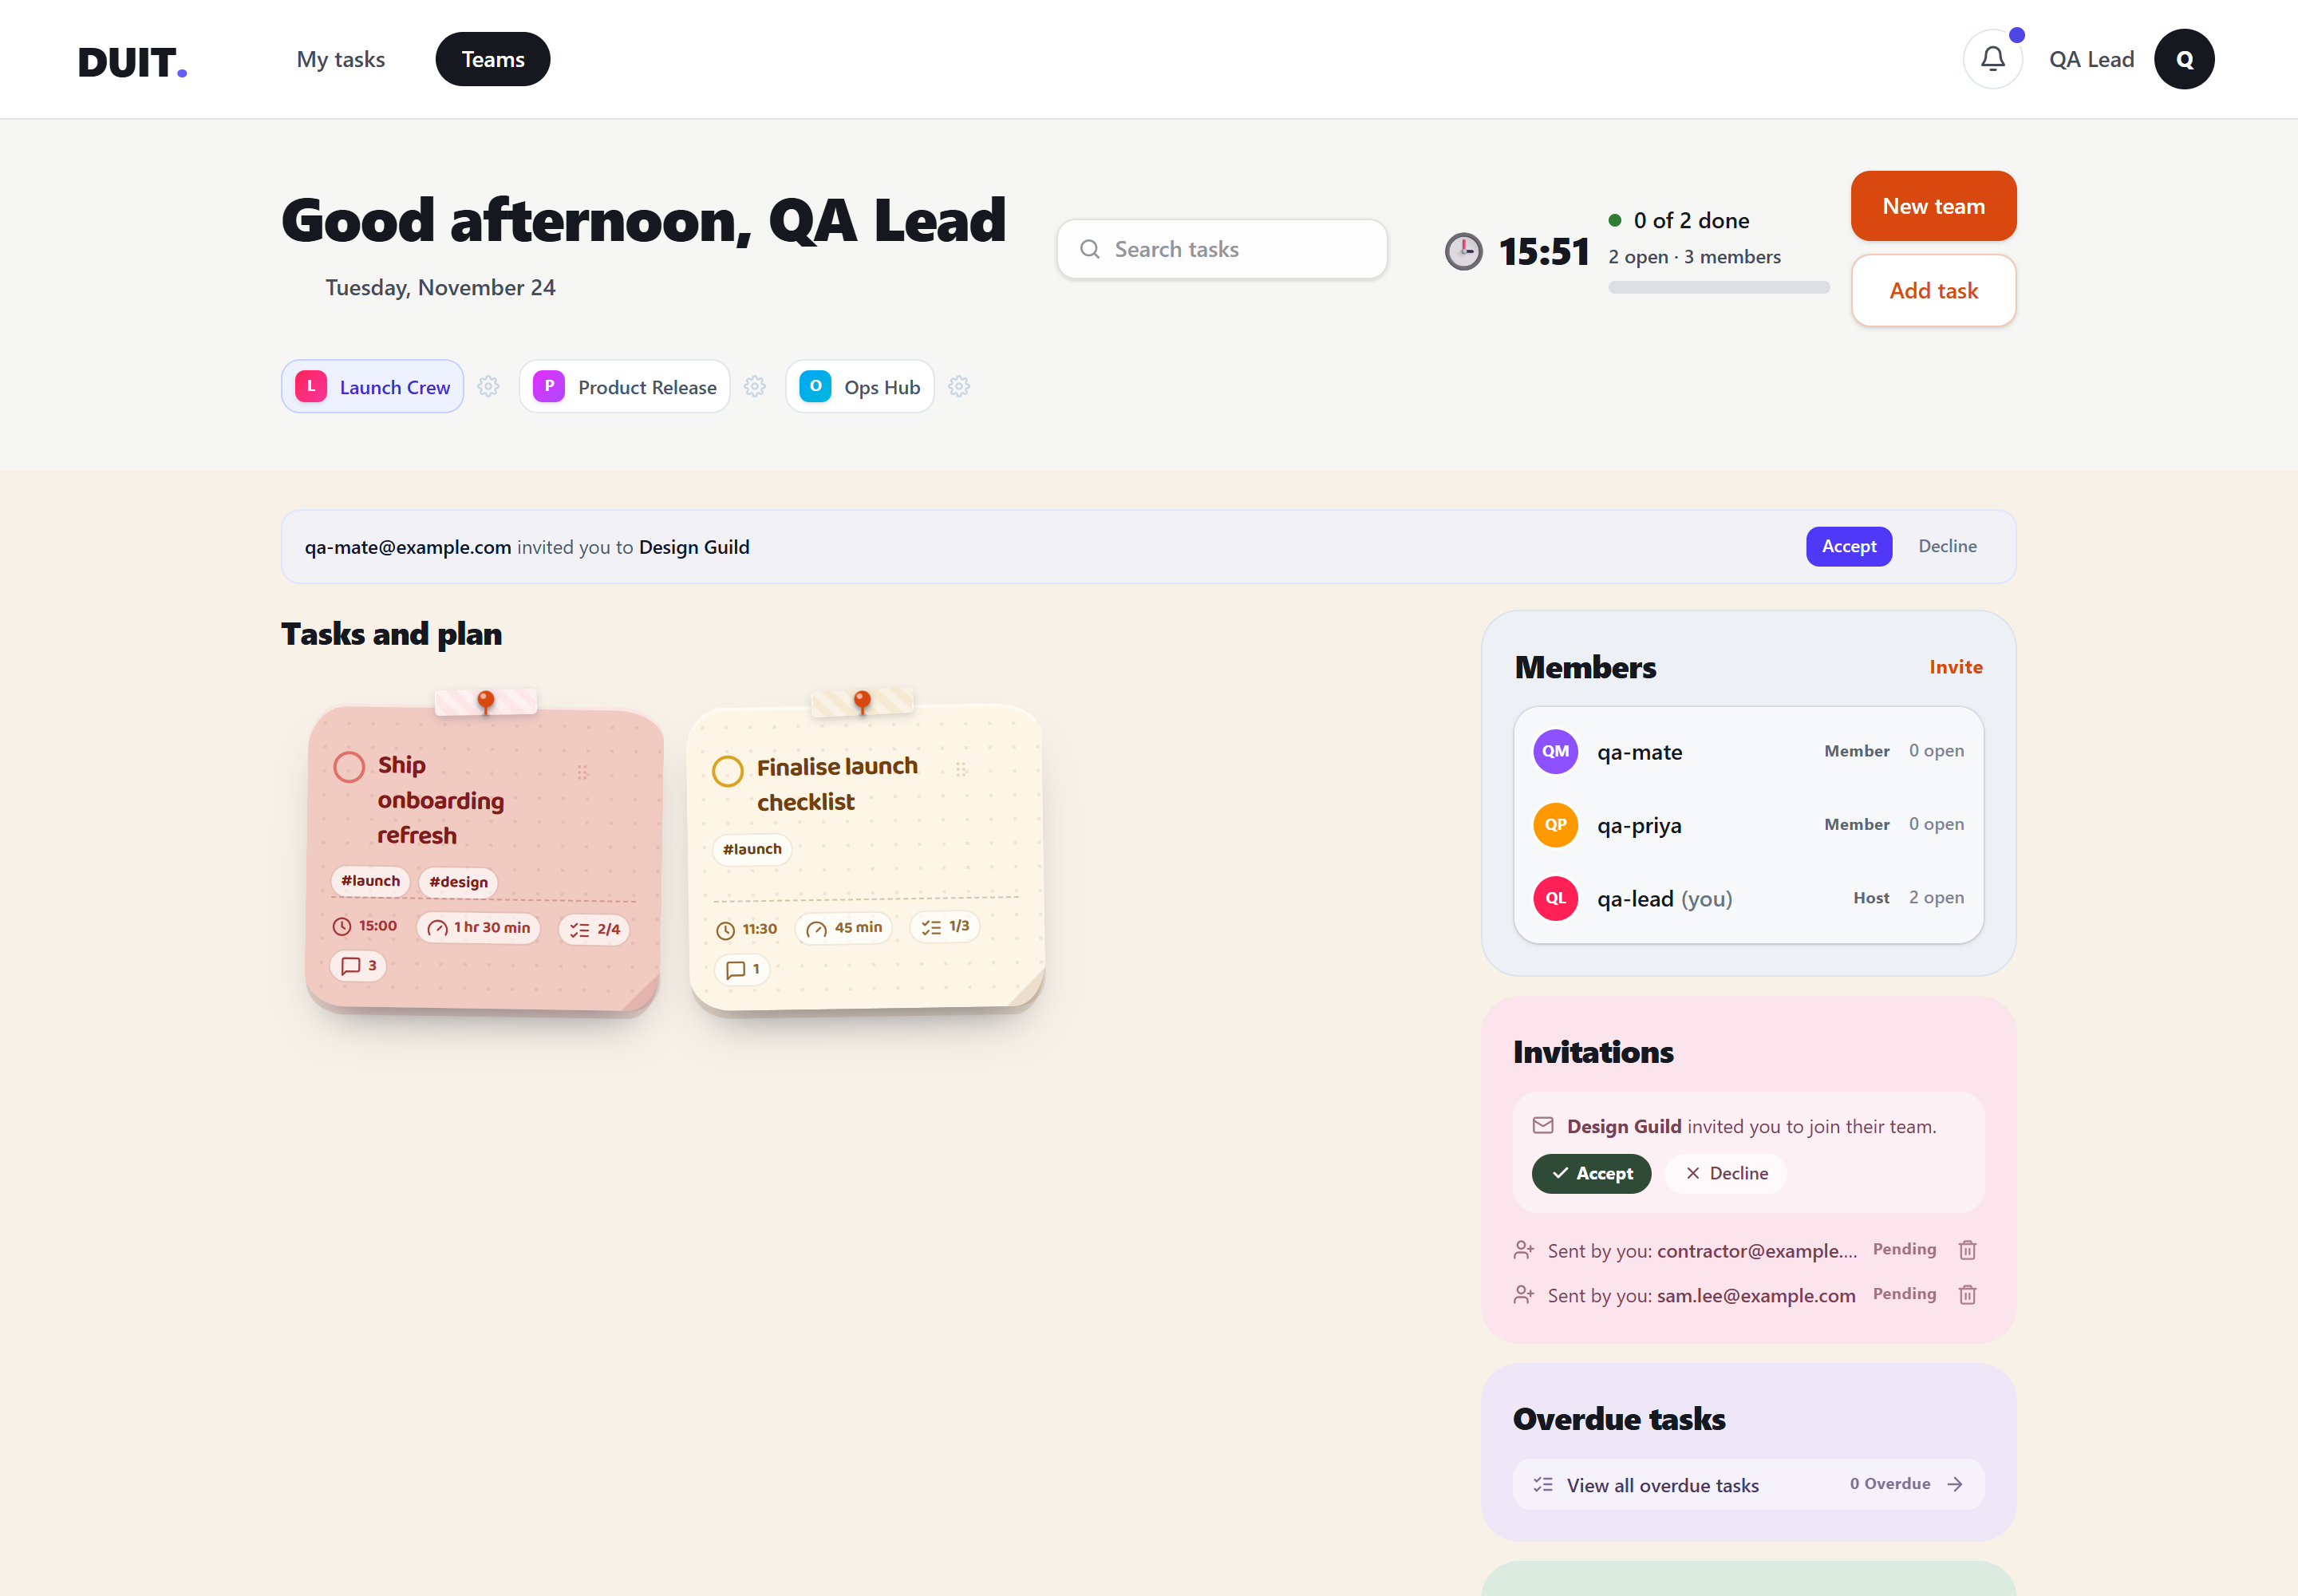 DUIT.
My tasks
Teams
QA Lead
Q
Good afternoon, QA Lead
Tuesday, November 24
Search tasks
15:51
0 of 2 done
2 open · 3 members
New team
Add task
L Launch Crew
P Product Release
O Ops Hub
qa-mate@example.com invited you to Design Guild
Accept
Decline
Tasks and plan
Ship
onboarding
refresh
#launch #design
15:00 1 hr 30 min 2/4
3
Finalise launch
checklist
#launch
11:30 45 min 1/3
1
Members
Invite
QM qa-mate Member 0 open
QP qa-priya Member 0 open
QL qa-lead (you) Host 2 open
Invitations
Design Guild invited you to join their team.
Accept Decline
Sent by you: contractor@example.... Pending
Sent by you: sam.lee@example.com Pending
Overdue tasks
View all overdue tasks 0 Overdue